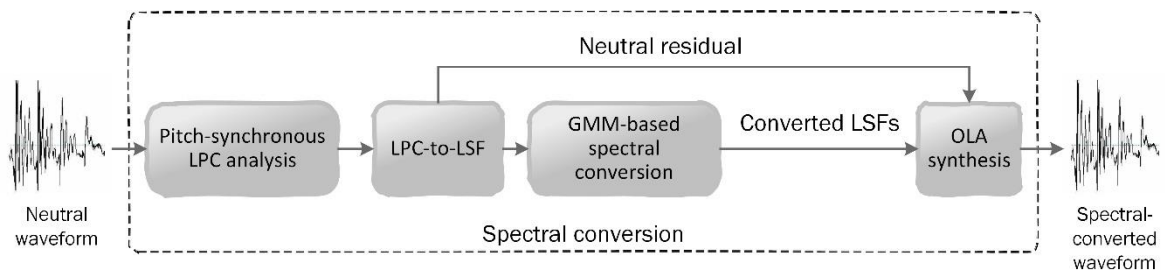 Neutral residual
Pitch-synchronous
LPC analysis
LPC-to-LSF
GMM-based
spectral
conversion
Converted LSFs
OLA
synthesis
Neutral
waveform
Spectral conversion
Spectral-
converted
waveform